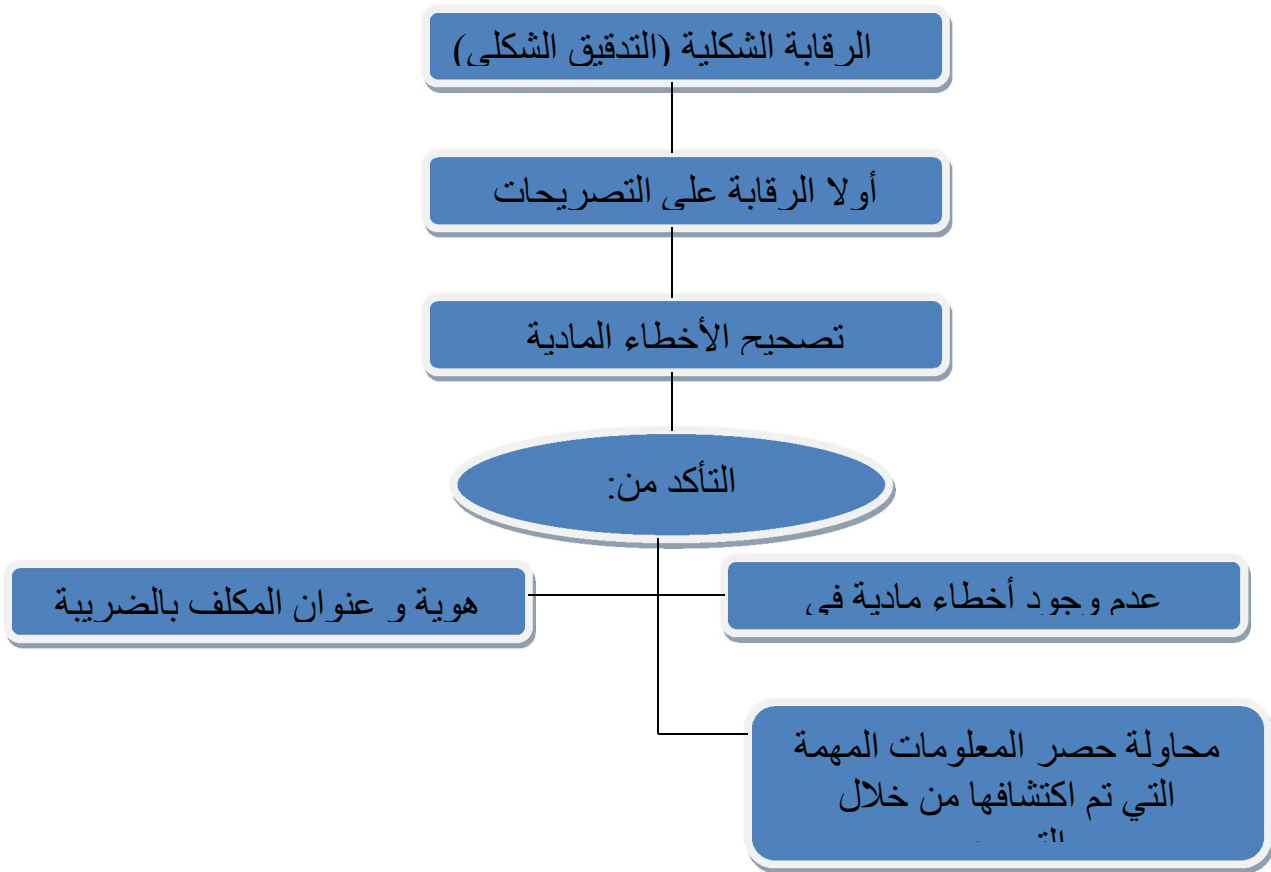 الرقابة الشكلية (التدقيق الشكلي)
أولا الرقابة على التصريحات
تصحيح الأخطاء المادية
التأكد من:
هوية و عنوان المكلف بالضريبة
عدم وجود أخطاء مادية في
محاولة حصر المعلومات المهمة
التي تم اكتشافها من خلال